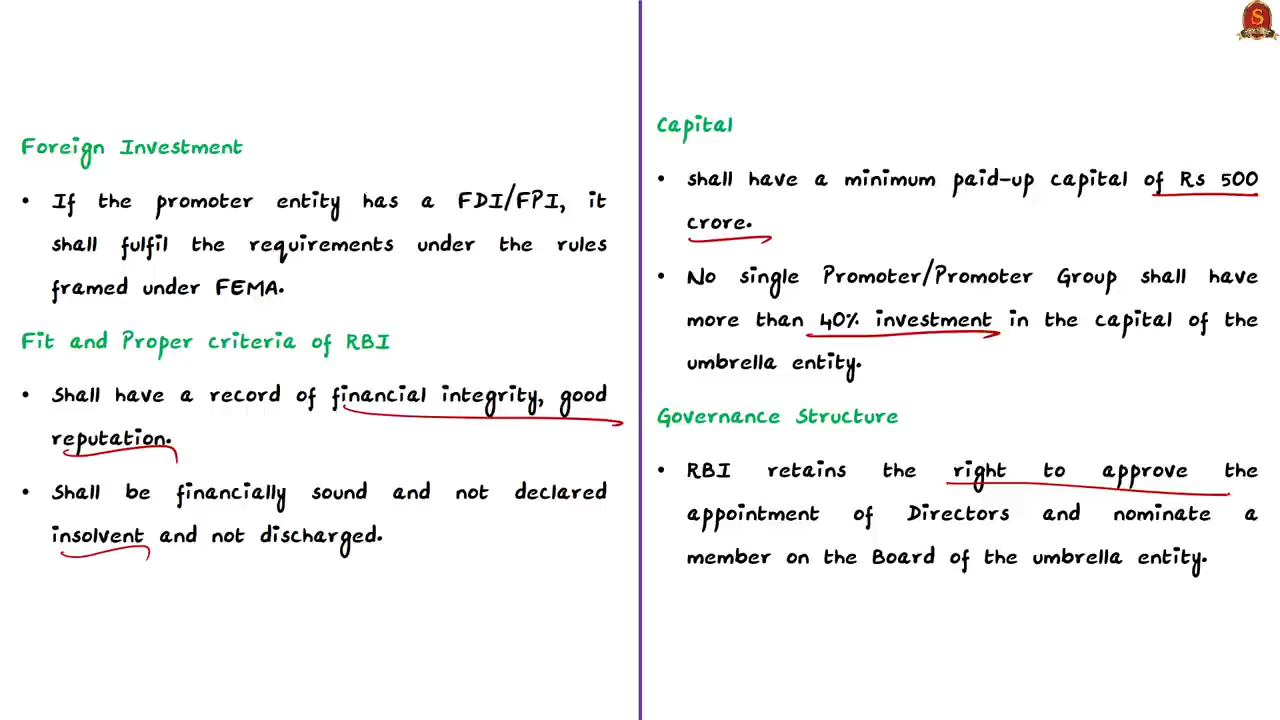 Foreign Investment
• If the promoter entity has a FDI/FPI, it
shall fulfil the requirements under the rules
framed under FEMA.
Fit and Proper criteria of RBI
• Shall have a record of financial integrity, good
reputation.
• Shall be financially sound and not declared
insolvent and not discharged.
Capital
• shall have a minimum paid-up capital of Rs 500
crore.
• No single Promoter/Promoter Group shall have
more than 40% investment in the capital of the
umbrella entity.
Governance Structure
• RBI retains the right to approve the
appointment of Directors and nominate a
member on the Board of the umbrella entity.
S